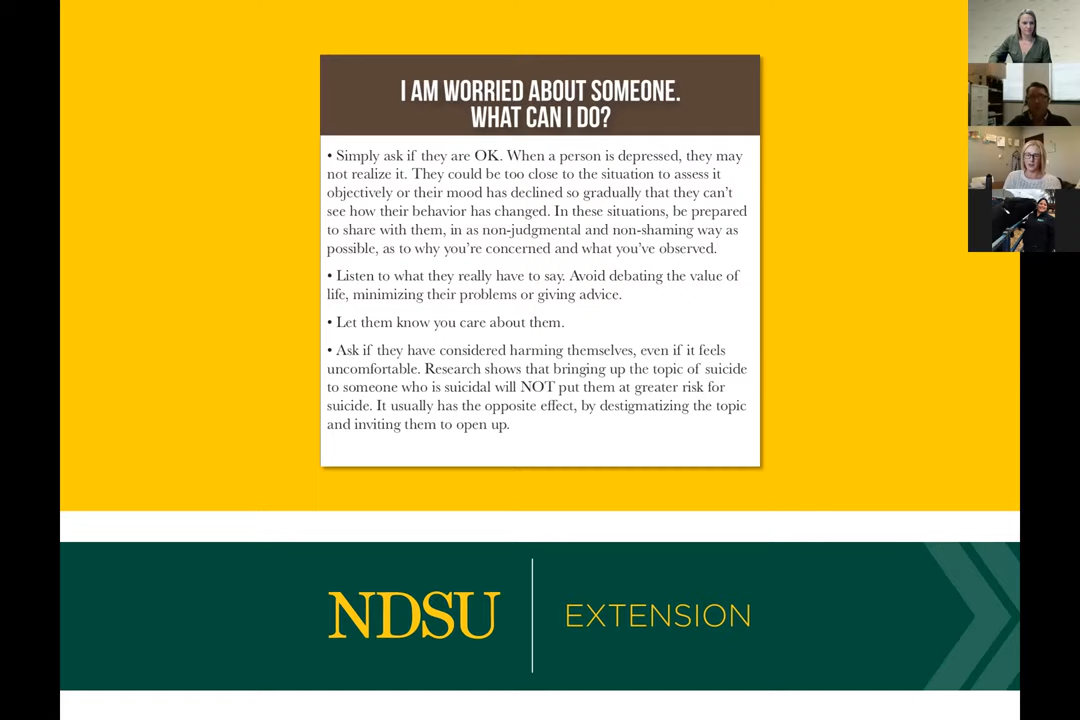 I AM WORRIED ABOUT SOMEONE.
WHAT CAN I DO?
• Simply ask if they are OK. When a person is depressed, they may
not realize it. They could be too close to the situation to assess it
objectively or their mood has declined so gradually that they can't
see how their behavior has changed. In these situations, be prepared
to share with them, in as non-judgmental and non-shaming way as
possible, as to why you're concerned and what you've observed.
• Listen to what they really have to say. Avoid debating the value of
life, minimizing their problems or giving advice.
• Let them know you care about them.
• Ask if they have considered harming themselves, even if it feels
uncomfortable. Research shows that bringing up the topic of suicide
to someone who is suicidal will NOT put them at greater risk for
suicide. It usually has the opposite effect, by destigmatizing the topic
and inviting them to open up.
NDSU EXTENSION